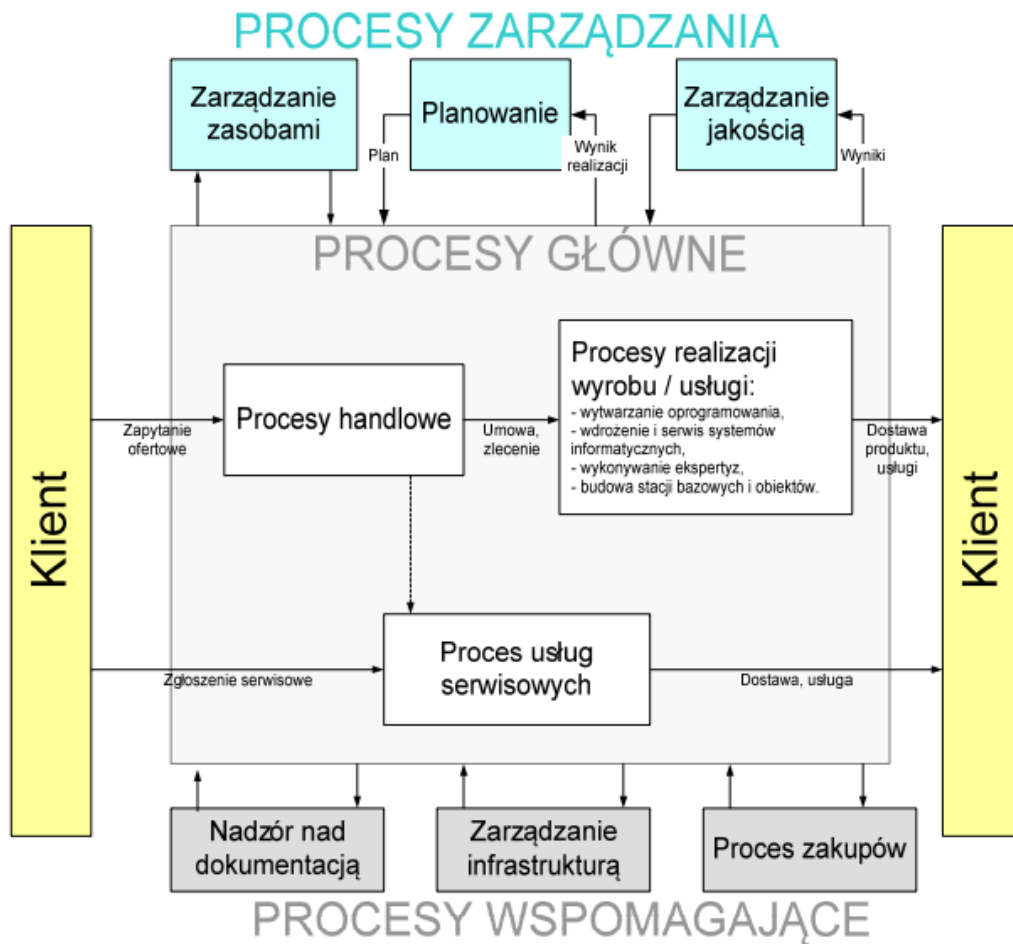 PROCESY ZARZĄDZANIA
Zarządzanie
zasobami
Planowanie
Zarządzanie
jakością
Plan
Wynik
realizacji
Wyniki
PROCESY GŁÓWNE
Klient
Procesy handlowe
Procesy realizacji
wyrobu / usługi:
- wytwarzanie oprogramowania,
- wdrożenie i serwis systemów
informatycznych,
- wykonywanie ekspertyz,
- budowa stacji bazowych i obiektów.
Zapytanie
ofertowe
Umowa,
zlecenie
Dostawa
produktu,
usługi
Klient
Proces usług
serwisowych
Zgłoszenie serwisowe
Dostawa, usługa
Nadzór nad
dokumentacją
Zarządzanie
infrastrukturą
Proces zakupów
PROCESY WSPOMAGAJĄCE